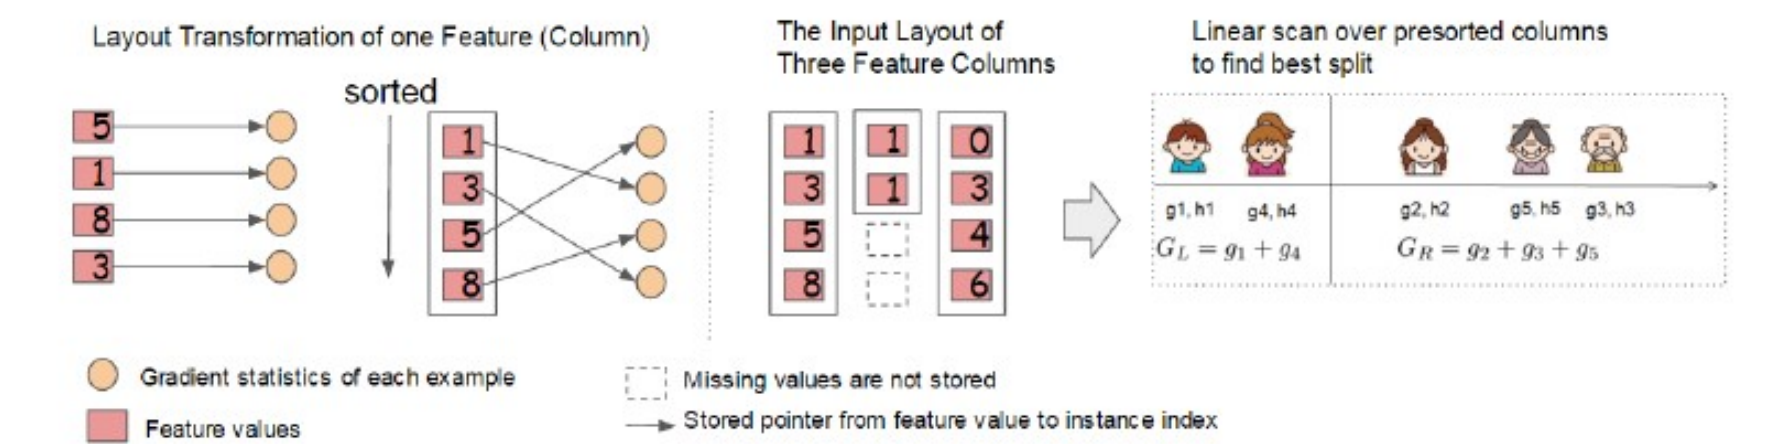 Layout Transformation of one Feature (Column)
sorted
5
1
8
3
1
3
5
8
The Input Layout of
Three Feature Columns
1 1 0
3 1 3
5 4
8 6
Linear scan over presorted columns
to find best split
g1, h1 g4, h4 g2, h2 g5, h5 g3, h3
G_L = g_1 + g_4 G_R = g_2 + g_3 + g_5
Gradient statistics of each example
Feature values
Missing values are not stored
Stored pointer from feature value to instance index